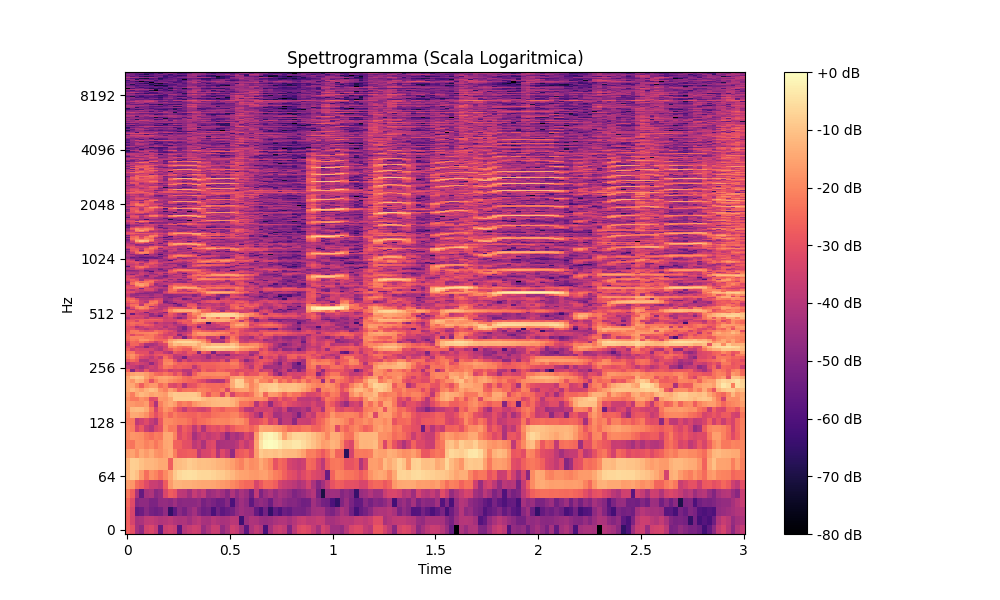 Spettrogramma (Scala Logaritmica)
Hz
8192
4096
2048
1024
512
256
128
64
0
0
0.5
1
1.5
2
2.5
3
Time
+0 dB
-10 dB
-20 dB
-30 dB
-40 dB
-50 dB
-60 dB
-70 dB
-80 dB